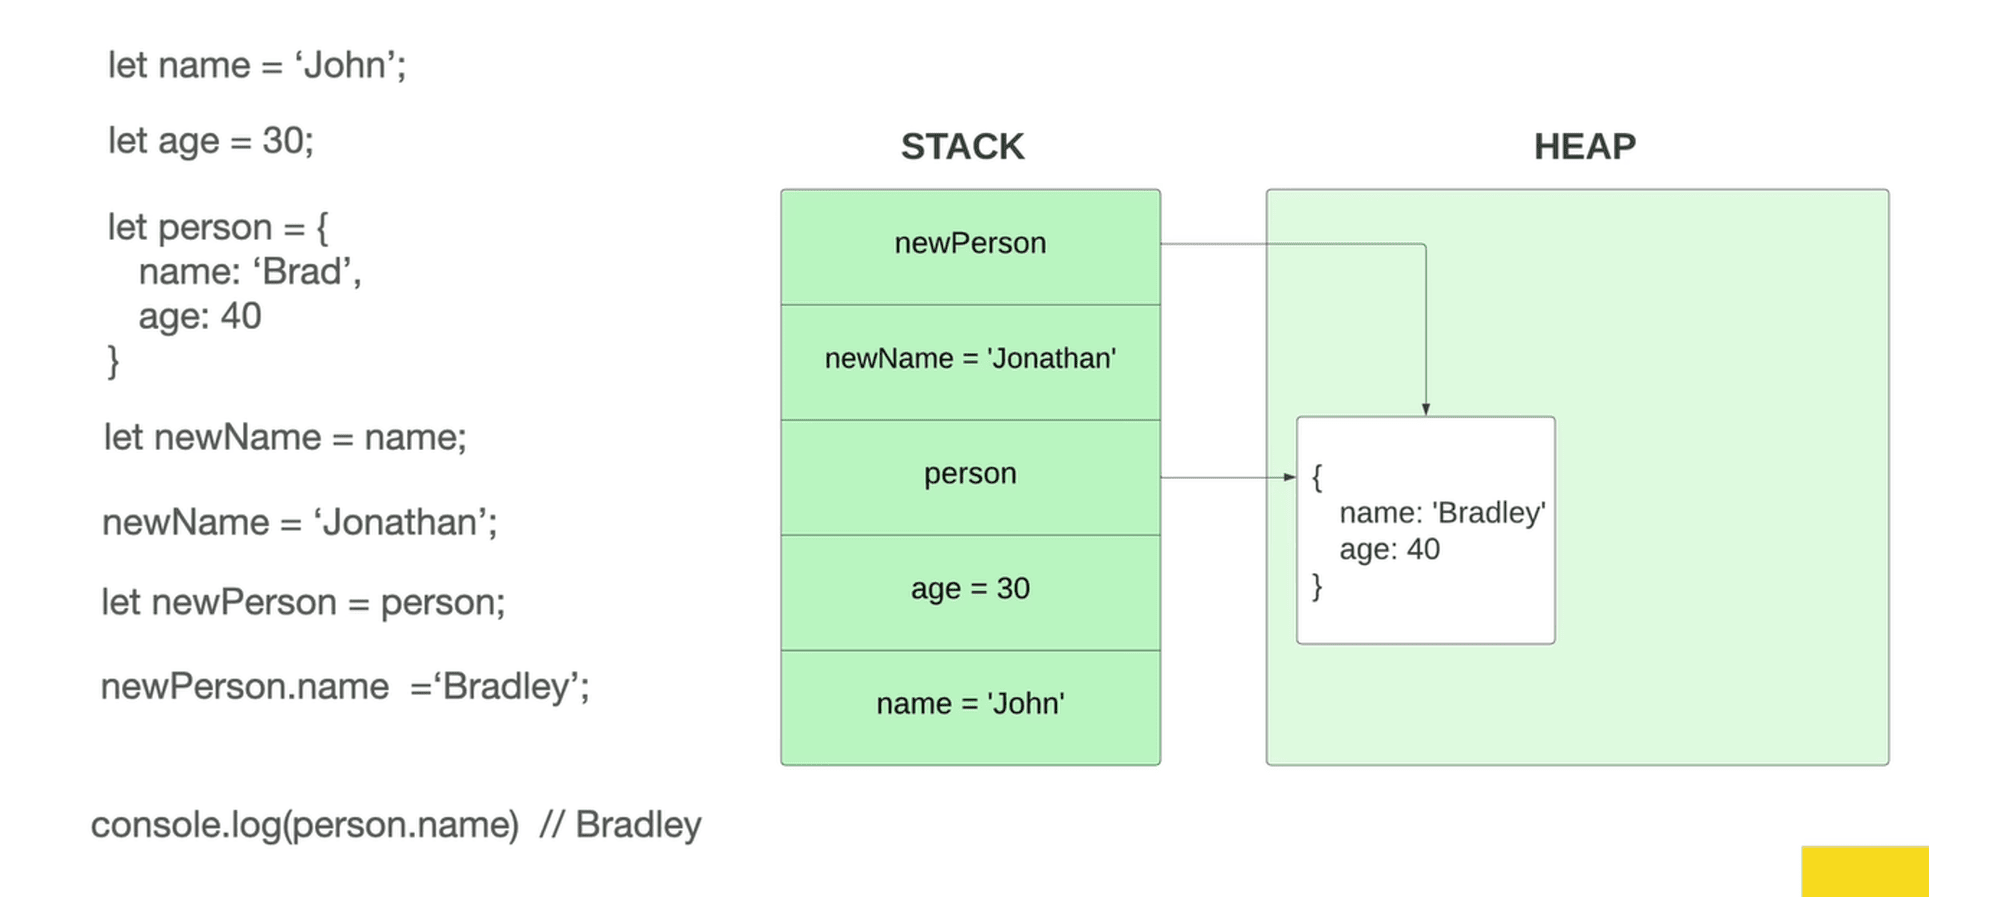 let name = ‘John’;
let age = 30;
let person = {
name: ‘Brad’,
age: 40
}
let newName = name;
newName = ‘Jonathan’;
let newPerson = person;
newPerson.name  =‘Bradley’;
console.log(person.name)  // Bradley
STACK
newPerson
newName = 'Jonathan'
person
age = 30
name = 'John'
HEAP
{
name: 'Bradley'
age: 40
}